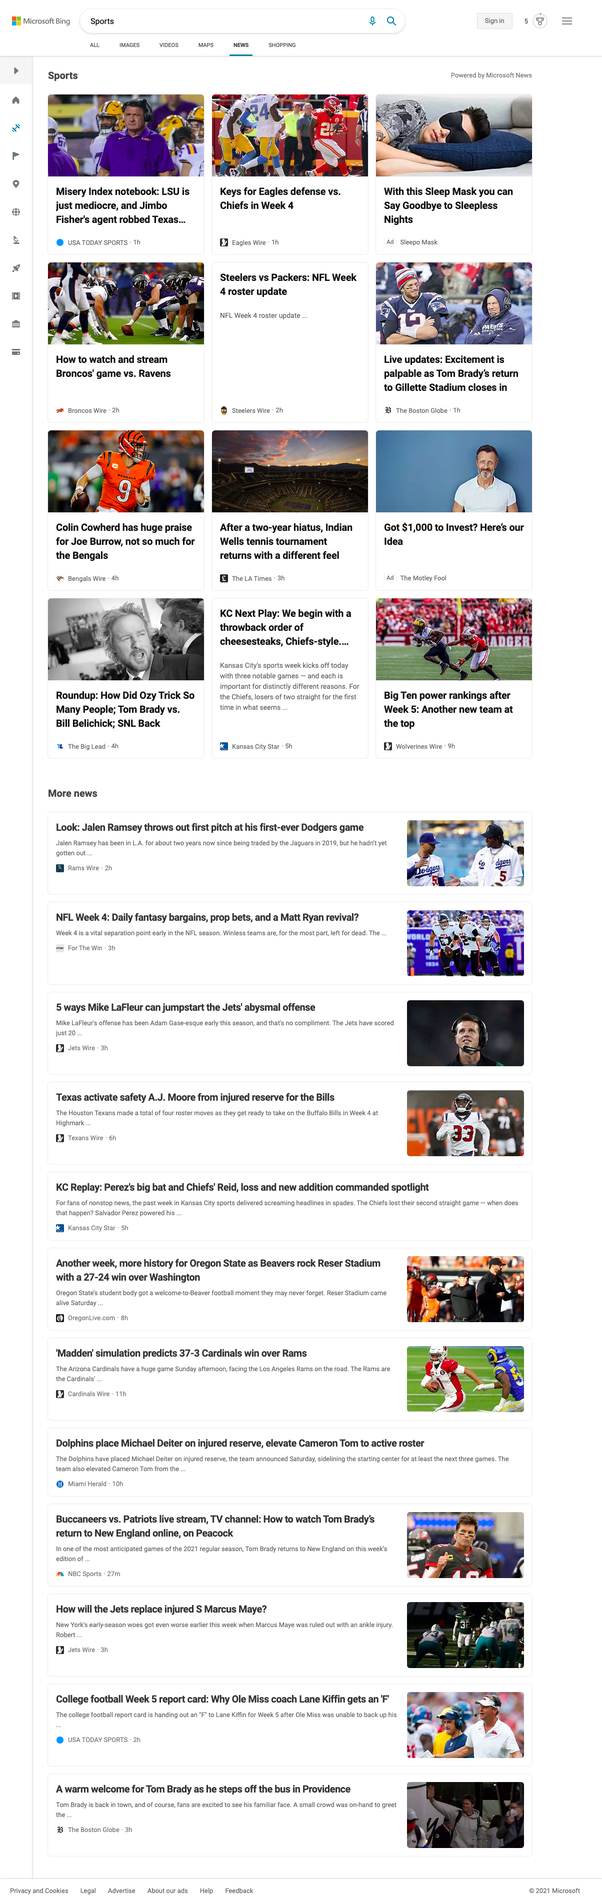 Microsoft Bing
Sports
Sign in
5
ALL
IMAGES
VIDEOS
MAPS
NEWS
SHOPPING
Sports
Powered by Microsoft News
Misery Index notebook: LSU is
just mediocre, and Jimbo
Fisher's agent robbed Texas...
USA TODAY SPORTS · 1h
Keys for Eagles defense vs.
Chiefs in Week 4
Eagles Wire · 1h
With this Sleep Mask you can
Say Goodbye to Sleepless
Nights
Ad Sleepo Mask
How to watch and stream
Broncos' game vs. Ravens
Broncos Wire · 2h
Steelers vs Packers: NFL Week
4 roster update
NFL Week 4 roster update ...
Steelers Wire · 2h
Live updates: Excitement is
palpable as Tom Brady's return
to Gillette Stadium closes in
The Boston Globe · 1h
Colin Cowherd has huge praise
for Joe Burrow, not so much for
the Bengals
Bengals Wire · 4h
After a two-year hiatus, Indian
Wells tennis tournament
returns with a different feel
The LA Times · 3h
Got $1,000 to Invest? Here's our
Idea
Ad The Motley Fool
Roundup: How Did Ozy Trick So
Many People; Tom Brady vs.
Bill Belichick; SNL Back
The Big Lead · 4h
KC Next Play: We begin with a
throwback order of
cheesesteaks, Chiefs-style....
Kansas City's sports week kicks off today
with three notable games — and each is
important for distinctly different reasons. For
the Chiefs, losers of two straight for the first
time in what seems ...
Kansas City Star · 5h
Big Ten power rankings after
Week 5: Another new team at
the top
Wolverines Wire · 9h
More news
Look: Jalen Ramsey throws out first pitch at his first-ever Dodgers game
Jalen Ramsey has been in L.A. for about two years now since being traded by the Jaguars in 2019, but he hadn't yet
gotten out ...
Rams Wire · 2h
NFL Week 4: Daily fantasy bargains, prop bets, and a Matt Ryan revival?
Week 4 is a vital separation point early in the NFL season. Winless teams are, for the most part, left for dead. The ...
For The Win · 3h
5 ways Mike LaFleur can jumpstart the Jets' abysmal offense
Mike LaFleur's offense has been Adam Gase-esque early this season, and that's no compliment. The Jets have scored
just 20 ...
Jets Wire · 3h
Texas activate safety A.J. Moore from injured reserve for the Bills
The Houston Texans made a total of four roster moves as they get ready to take on the Buffalo Bills in Week 4 at
Highmark ...
Texans Wire · 6h
KC Replay: Perez's big bat and Chiefs' Reid, loss and new addition commanded spotlight
For fans of nonstop news, the past week in Kansas City sports delivered screaming headlines in spades. The Chiefs lost their second straight game — when does
that happen? Salvador Perez powered his ...
Kansas City Star · 5h
Another week, more history for Oregon State as Beavers rock Reser Stadium
with a 27-24 win over Washington
Oregon State's student body got a welcome-to-Beaver football moment they may never forget. Reser Stadium came
alive Saturday ...
OregonLive.com · 8h
'Madden' simulation predicts 37-3 Cardinals win over Rams
The Arizona Cardinals have a huge game Sunday afternoon, facing the Los Angeles Rams on the road. The Rams are
the Cardinals' ...
Cardinals Wire · 11h
Dolphins place Michael Deiter on injured reserve, elevate Cameron Tom to active roster
The Dolphins have placed Michael Deiter on injured reserve, the team announced Saturday, sidelining the starting center for at least the next three games. The
team also elevated Cameron Tom from the ...
Miami Herald · 10h
Buccaneers vs. Patriots live stream, TV channel: How to watch Tom Brady's
return to New England online, on Peacock
In one of the most anticipated games of the 2021 regular season, Tom Brady returns to New England on this week's
edition of ...
NBC Sports · 27m
How will the Jets replace injured S Marcus Maye?
New York's early-season woes got even worse earlier this week when Marcus Maye was ruled out with an ankle injury.
Robert ...
Jets Wire · 3h
College football Week 5 report card: Why Ole Miss coach Lane Kiffin gets an 'F'
The college football report card is handing out an "F" to Lane Kiffin for Week 5 after Ole Miss was unable to back up his
...
USA TODAY SPORTS · 2h
A warm welcome for Tom Brady as he steps off the bus in Providence
Tom Brady is back in town, and of course, fans are excited to see his familiar face. A small crowd was on-hand to greet
the ...
The Boston Globe · 3h
Privacy and Cookies
Legal
Advertise
About our ads
Help
Feedback
© 2021 Microsoft